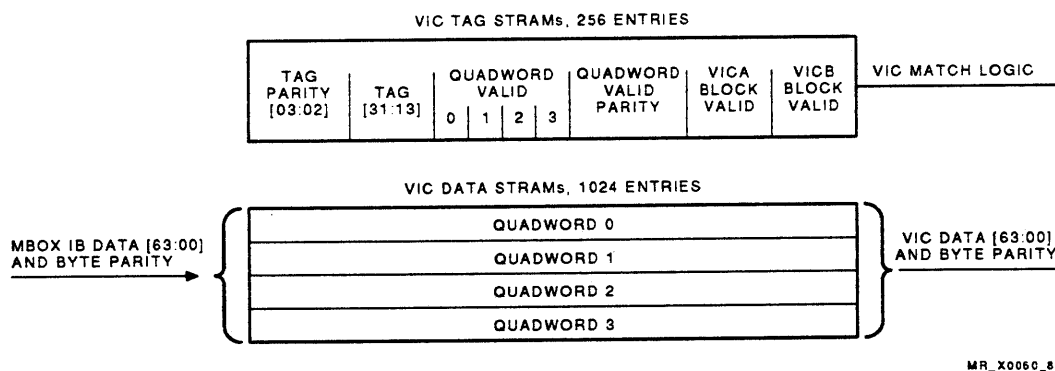 VIC TAG STRAMs, 256 ENTRIES
TAG PARITY [03:02]
TAG [31:13]
QUADWORD VALID
0 1 2 3
QUADWORD VALID PARITY
VICA BLOCK VALID
VICB BLOCK VALID
VIC MATCH LOGIC
VIC DATA STRAMs, 1024 ENTRIES
MBOX IB DATA [63:00]
AND BYTE PARITY
QUADWORD 0
QUADWORD 1
QUADWORD 2
QUADWORD 3
VIC DATA [63:00]
AND BYTE PARITY
MR_X0060_8